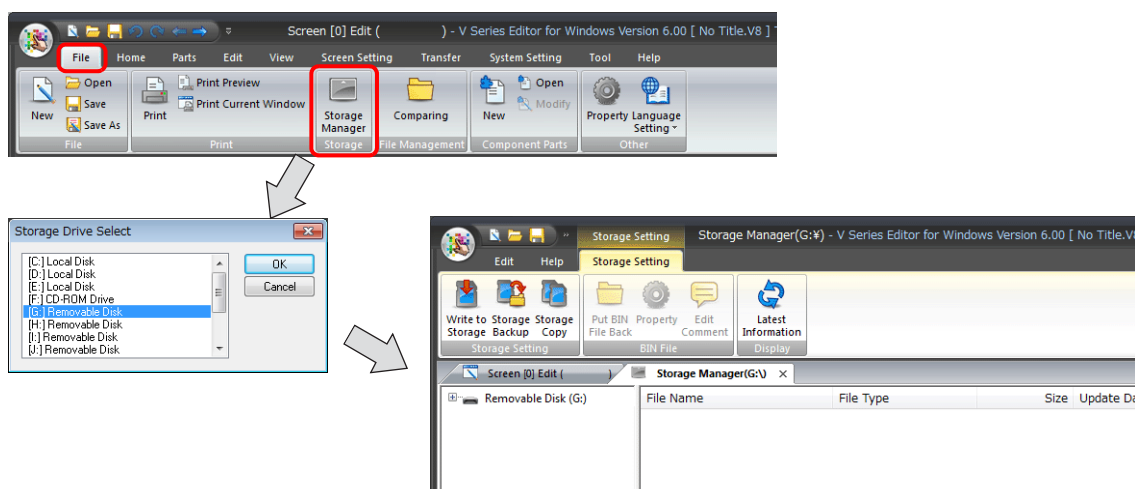 Screen [0] Edit ( ) - V Series Editor for Windows Version 6.00 [ No Title.V8 ]
File Home Parts Edit View Screen Setting Transfer System Setting Tool Help
New
Open
Save
Save As
File
Print
Print Preview
Print Current Window
Print
Storage
Manager
Storage
Comparing
File Management
New
Open
Modify
Component Parts
Property
Language
Setting
Other
Storage Drive Select
[C:] Local Disk
[D:] Local Disk
[E:] Local Disk
[F:] CD-ROM Drive
[G:] Removable Disk
[H:] Removable Disk
[I:] Removable Disk
[J:] Removable Disk
OK
Cancel
Storage Setting Storage Manager(G:¥) - V Series Editor for Windows Version 6.00 [ No Title.V8
Edit Help Storage Setting
Write to
Storage
Storage
Backup
Storage
Copy
Storage Setting
Put BIN
File Back
Property
Edit
Comment
BIN File
Latest
Information
Display
Screen [0] Edit ( ) Storage Manager(G:\) ×
Removable Disk (G:)
File Name File Type Size Update Da